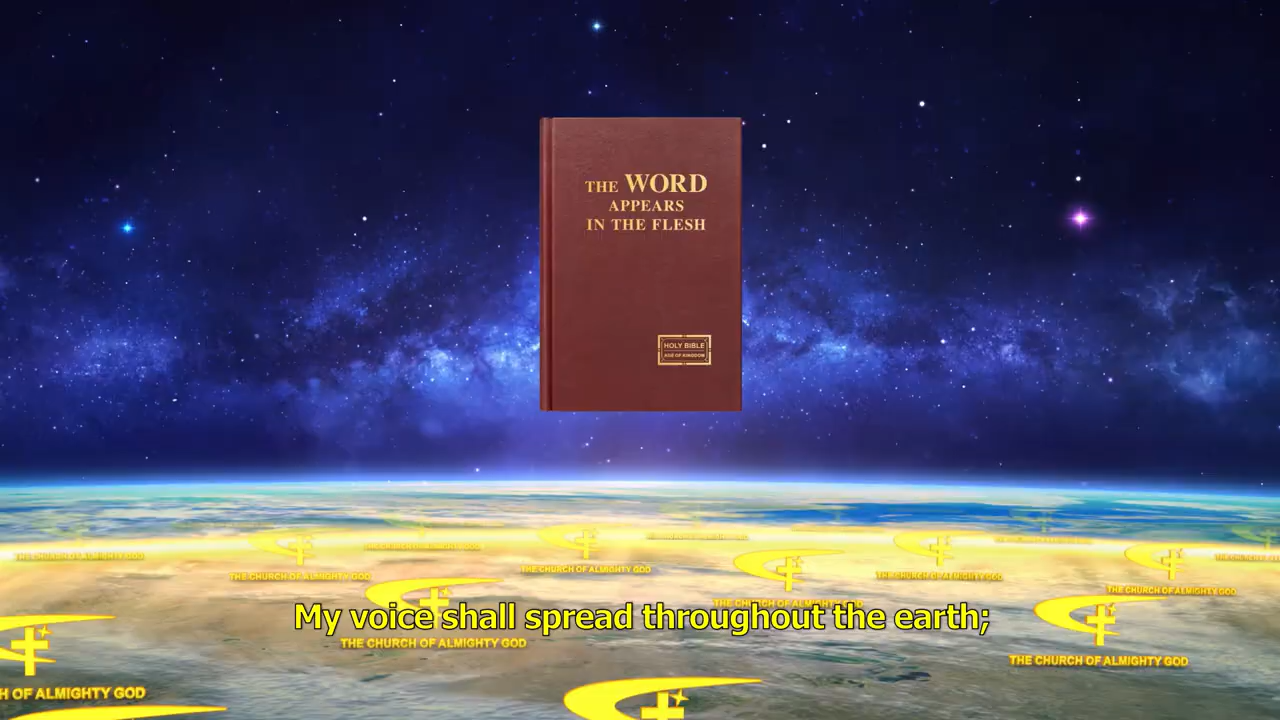 THE WORD
APPEARS
IN THE FLESH
HOLY BIBLE
AGE OF KINGDOM
THE CHURCH OF ALMIGHTY GOD
THE CHURCH OF ALMIGHTY GOD
THE CHURCH OF ALMIGHTY GOD
THE CHURCH OF ALMIGHTY GOD
THE CHURCH OF ALMIGHTY GOD
THE CHURCH OF ALMIGHTY GOD
My voice shall spread throughout the earth;
THE CHURCH OF ALMIGHTY GOD
THE CHURCH OF ALMIGHTY GOD
H OF ALMIGHTY GOD